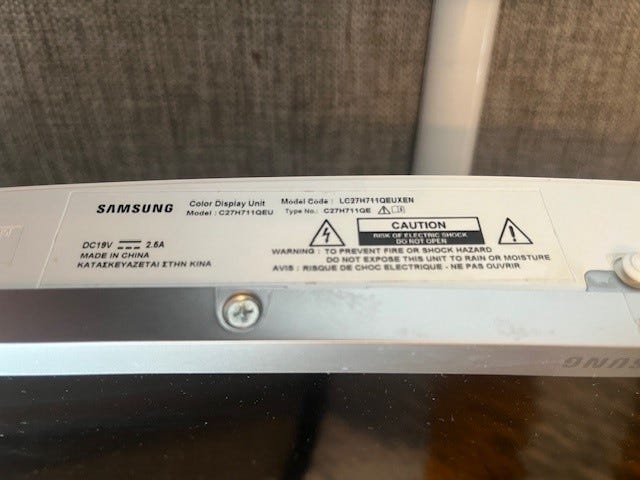 SAMSUNG
Color Display Unit
Model : C27H711QEU
Model Code : LC27H711QEUXEN
Type No.: C27H711QE
DC19V 2.6A
MADE IN CHINA
ΚΑΤΑΣΚΕΥΑΖΕΤΑΙ ΣΤΗΝ ΚΙΝΑ
CAUTION
RISK OF ELECTRIC SHOCK
DO NOT OPEN
WARNING : TO PREVENT FIRE OR SHOCK HAZARD
DO NOT EXPOSE THIS UNIT TO RAIN OR MOISTURE
AVIS : RISQUE DE CHOC ELECTRIQUE - NE PAS OUVRIR
SUNG